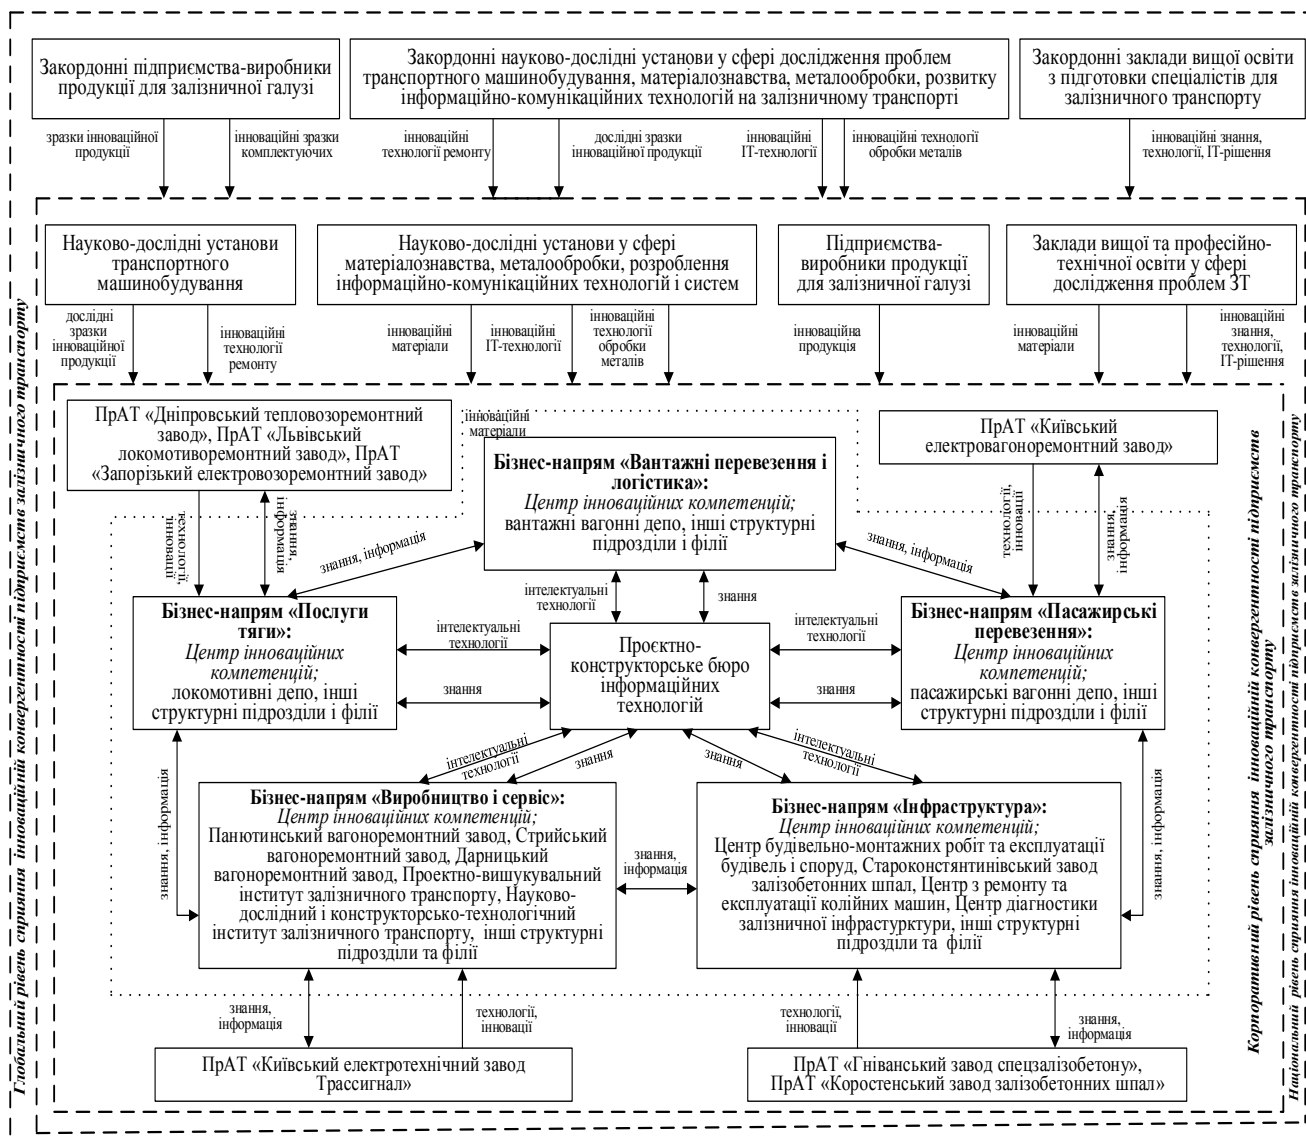 Закордонні підприємства-виробники
продукції для залізничної галузі
Закордонні науково-дослідні установи у сфері дослідження проблем
транспортного машинобудування, матеріалознавства, металообробки, розвитку
інформаційно-комунікаційних технологій на залізничному транспорті
Закордонні заклади вищої освіти
з підготовки спеціалістів для
залізничного транспорту
зразки інноваційної
продукції
інноваційні зразки
комплектуючих
інноваційні
технології ремонту
дослідні зразки
інноваційної продукції
інноваційні
ІТ-технології
інноваційні технології
обробки металів
інноваційні знання,
технології, ІТ-рішення
Науково-дослідні установи
транспортного
машинобудування
Науково-дослідні установи у сфері
матеріалознавства, металообробки, розроблення
інформаційно-комунікаційних технологій і систем
Підприємства-
виробники продукції
для залізничної галузі
Заклади вищої та професійно-
технічної освіти у сфері
дослідження проблем ЗТ
дослідні
зразки
інноваційної
продукції
інноваційні
технології
ремонту
інноваційні
матеріали
інноваційні
ІТ-технології
інноваційні
технології
обробки
металів
інноваційна
продукція
інноваційні
матеріали
інноваційні
знання,
технології,
ІТ-рішення
ПрАТ «Дніпровський тепловозоремонтний
завод», ПрАТ «Львівський
локомотиворемонтний завод», ПрАТ
«Запорізький електровозоремонтний завод»
інноваційні
матеріали
ПрАТ «Київський
електровагоноремонтний завод»
Бізнес-напрям «Вантажні перевезення і
логістика»:
Центр інноваційних компетенцій;
вантажні вагонні депо, інші структурні
підрозділи і філії
технології,
інновації
знання,
інформація
знання, інформація
знання, інформація
технології,
інновації
знання,
інформація
інтелектуальні
технології
знання
Бізнес-напрям «Послуги
тяги»:
Центр інноваційних
компетенцій;
локомотивні депо, інші
структурні підрозділи і філії
інтелектуальні
технології
знання
Проєктно-
конструкторське бюро
інформаційних
технологій
інтелектуальні
технології
знання
Бізнес-напрям «Пасажирські
перевезення»:
Центр інноваційних
компетенцій;
пасажирські вагонні депо, інші
структурні підрозділи і філії
інтелектуальні
технології
знання
знання
інтелектуальні
технології
знання, інформація
знання, інформація
Бізнес-напрям «Виробництво і сервіс»:
Центр інноваційних компетенцій;
Панютинський вагоноремонтний завод, Стрийський
вагоноремонтний завод, Дарницький
вагоноремонтний завод, Проектно-вишукувальний
інститут залізничного транспорту, Науково-
дослідний і конструкторсько-технологічний
інститут залізничного транспорту, інші структурні
підрозділи та філії
знання,
інформація
Бізнес-напрям «Інфраструктура»:
Центр інноваційних компетенцій;
Центр будівельно-монтажних робіт та експлуатації
будівель і споруд, Староконстянтинівський завод
залізобетонних шпал, Центр з ремонту та
експлуатації колійних машин, Центр діагностики
залізничної інфрастурктури, інші структурні
підрозділи та  філії
знання,
інформація
технології,
інновації
технології,
інновації
знання,
інформація
ПрАТ «Київський електротехнічний завод
Трассигнал»
ПрАТ «Гніванський завод спецзалізобетону»,
ПрАТ «Коростенський завод залізобетонних шпал»
Глобальний рівень сприяння інноваційній конвергентності підприємств залізничного транспорту
Корпоративний рівень сприяння інноваційній конвергентності підприємств
залізничного транспорту
Національний рівень сприяння інноваційній конвергентності підприємств залізничного транспорту